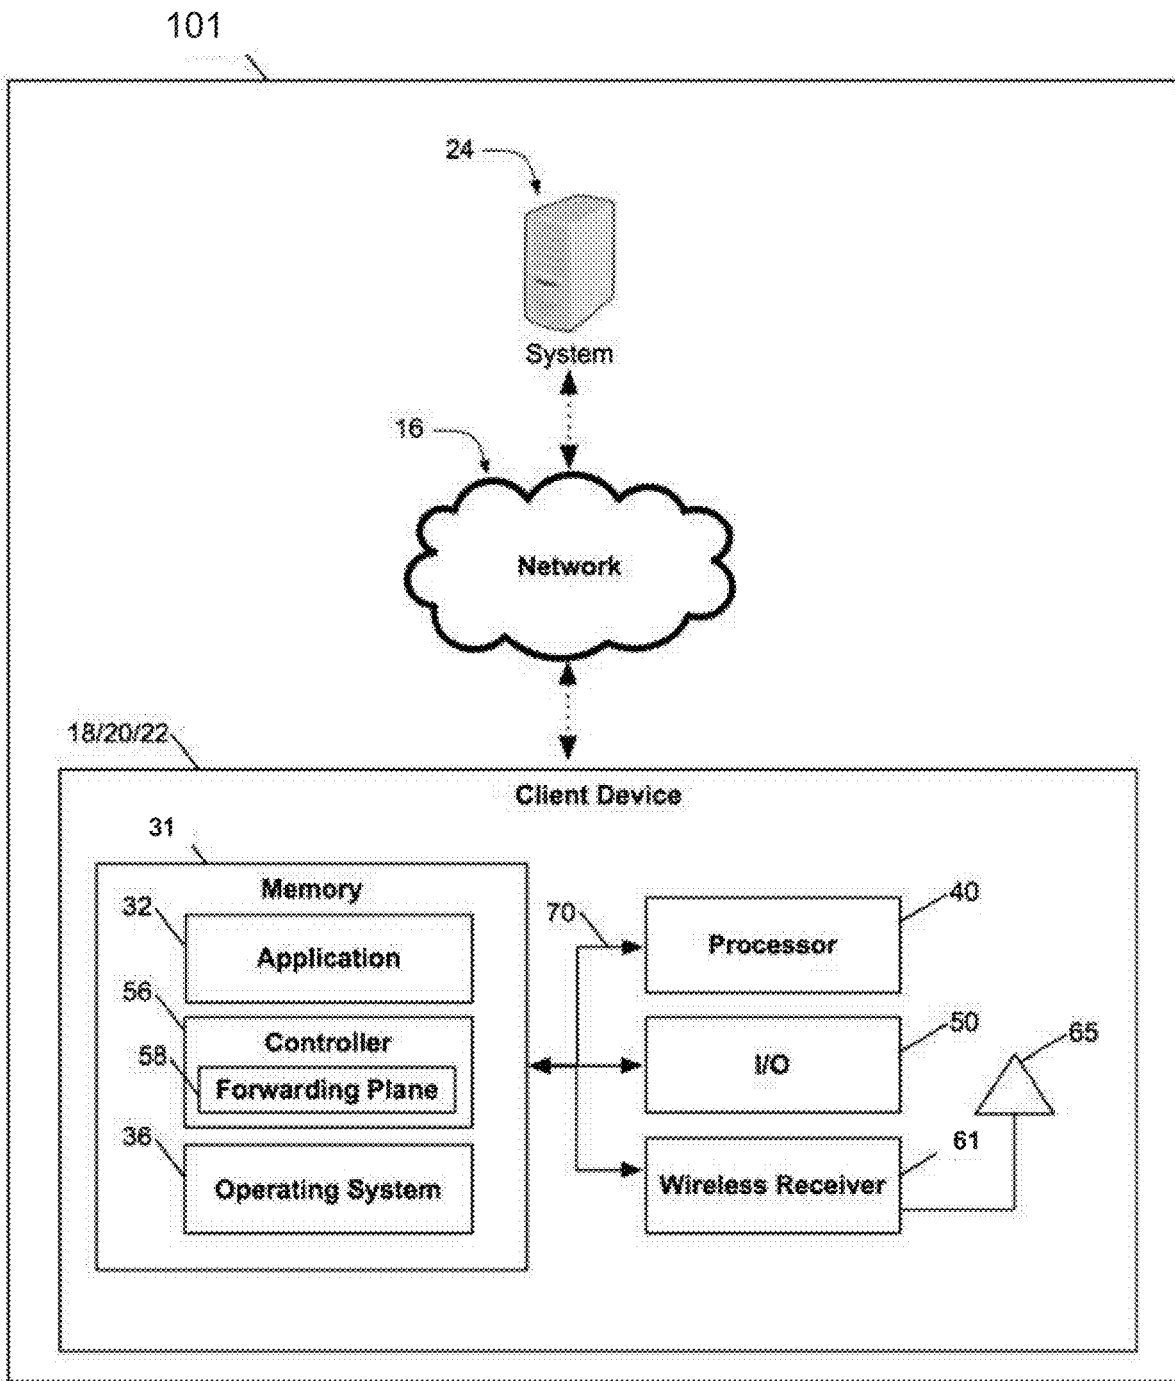 101
24
System
16
Network
18/20/22
Client Device
31
Memory
32
Application
56
Controller
58
Forwarding Plane
36
Operating System
70
40
Processor
50
I/O
65
61
Wireless Receiver